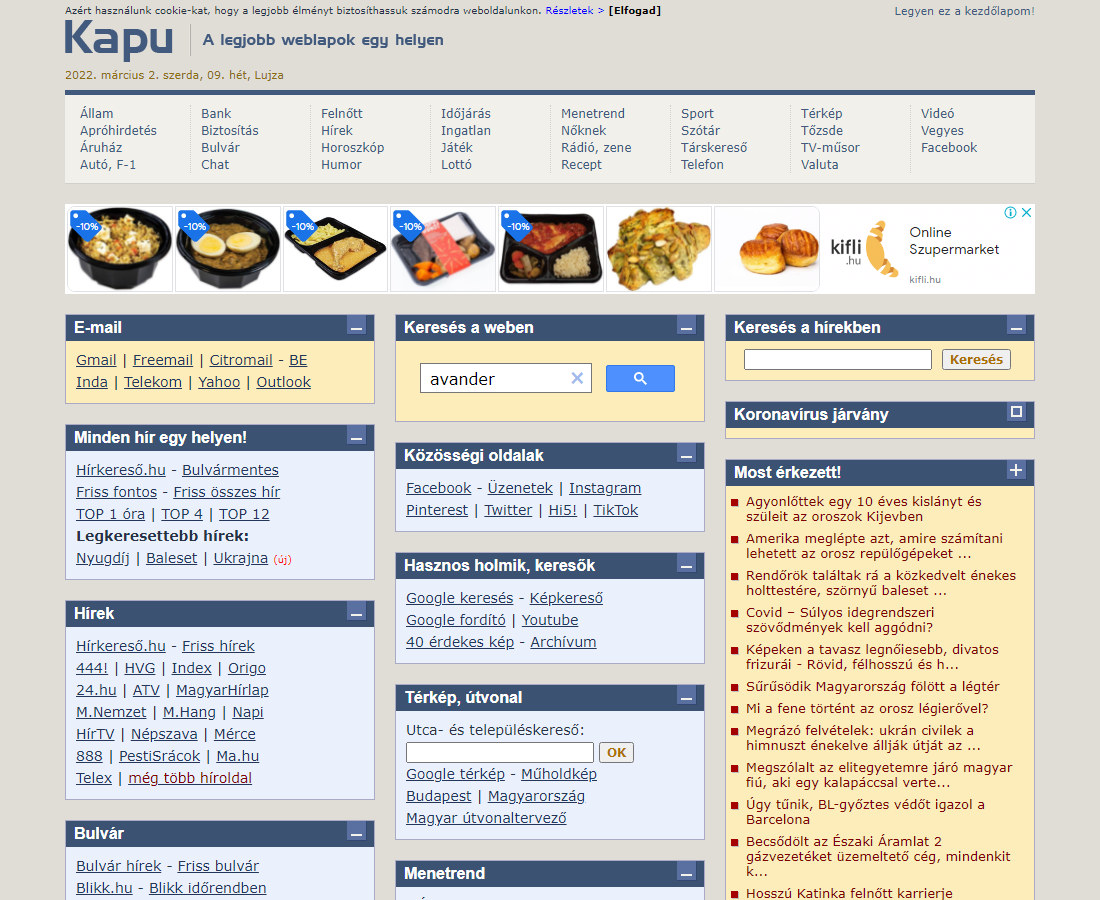 Azért használunk cookie-kat, hogy a legjobb élményt biztosíthassuk számodra weboldalunkon. Részletek > [Elfogad]
Legyen ez a kezdőlapom!
Kapu
A legjobb weblapok egy helyen
2022. március 2. szerda, 09. hét, Lujza
Állam
Apróhirdetés
Áruház
Autó, F-1
Bank
Biztosítás
Bulvár
Chat
Felnőtt
Hírek
Horoszkóp
Humor
Időjárás
Ingatlan
Játék
Lottó
Menetrend
Nőknek
Rádió, zene
Recept
Sport
Szótár
Társkereső
Telefon
Térkép
Tőzsde
TV-műsor
Valuta
Videó
Vegyes
Facebook
-10%
-10%
-10%
-10%
-10%
kifli
.hu
Online
Szupermarket
kifli.hu
E-mail
Gmail | Freemail | Citromail - BE
Inda | Telekom | Yahoo | Outlook
Minden hír egy helyen!
Hírkereső.hu - Bulvármentes
Friss fontos - Friss összes hír
TOP 1 óra | TOP 4 | TOP 12
Legkeresettebb hírek:
Nyugdíj | Baleset | Ukrajna (új)
Hírek
Hírkereső.hu - Friss hírek
444! | HVG | Index | Origo
24.hu | ATV | MagyarHírlap
M.Nemzet | M.Hang | Napi
HírTV | Népszava | Mérce
888 | PestiSrácok | Ma.hu
Telex | még több híroldal
Bulvár
Bulvár hírek - Friss bulvár
Blikk.hu - Blikk időrendben
Keresés a weben
avander
Közösségi oldalak
Facebook - Üzenetek | Instagram
Pinterest | Twitter | Hi5! | TikTok
Hasznos holmik, keresők
Google keresés - Képkereső
Google fordító | Youtube
40 érdekes kép - Archívum
Térkép, útvonal
Utca- és településkereső:
OK
Google térkép - Műholdkép
Budapest | Magyarország
Magyar útvonaltervező
Menetrend
Keresés a hírekben
Keresés
Koronavírus járvány
Most érkezett!
Agyonlőttek egy 10 éves kislányt és
szüleit az oroszok Kijevben
Amerika meglépte azt, amire számítani
lehetett az orosz repülőgépeket ...
Rendőrök találtak rá a közkedvelt énekes
holttestére, szörnyű baleset ...
Covid – Súlyos idegrendszeri
szövődmények kell aggódni?
Képeken a tavasz legnőiesebb, divatos
frizurái - Rövid, félhosszú és h...
Sűrűsödik Magyarország fölött a légtér
Mi a fene történt az orosz légierővel?
Megrázó felvételek: ukrán civilek a
himnuszt énekelve állják útját az ...
Megszólalt az elitegyetemre járó magyar
fiú, aki egy kalapáccsal verte...
Úgy tűnik, BL-győztes védőt igazol a
Barcelona
Becsődölt az Északi Áramlat 2
gázvezetéket üzemeltető cég, mindenkit
k...
Hosszú Katinka felnőtt karrierje